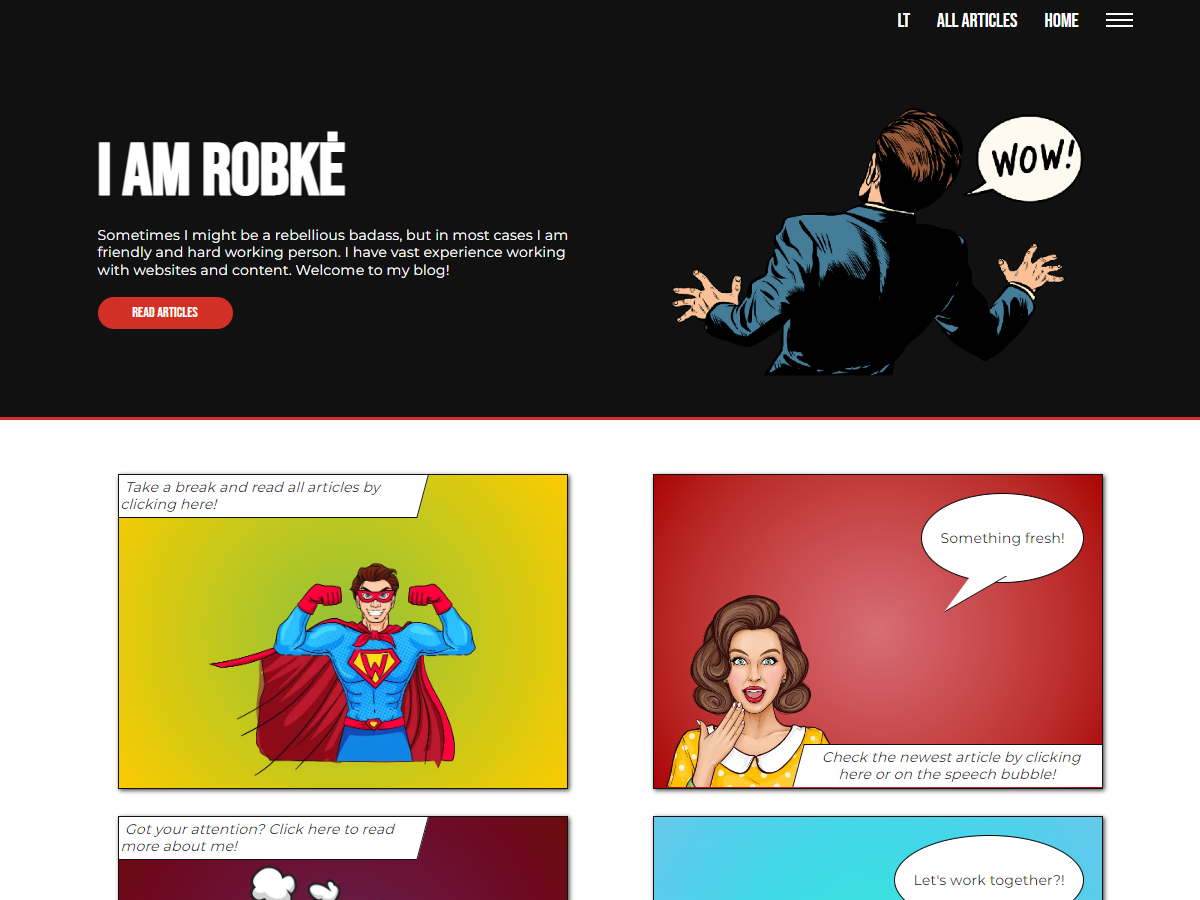 LT ALL ARTICLES HOME
I AM ROBKĖ
WOW!
Sometimes I might be a rebellious badass, but in most cases I am
friendly and hard working person. I have vast experience working
with websites and content. Welcome to my blog!
READ ARTICLES
Take a break and read all articles by
clicking here!
W
Something fresh!
Check the newest article by clicking
here or on the speech bubble!
Got your attention? Click here to read
more about me!
Let's work together?!